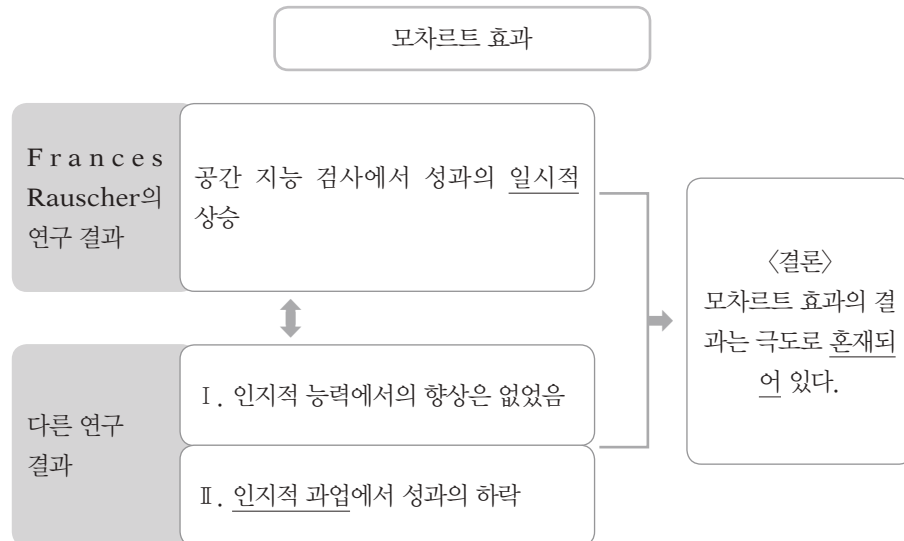 모차르트 효과
Frances
Rauscher의
연구 결과
공간 지능 검사에서 성과의 일시적
상승
다른 연구
결과
Ⅰ. 인지적 능력에서의 향상은 없었음
Ⅱ. 인지적 과업에서 성과의 하락
〈결론〉
모차르트 효과의 결
과는 극도로 혼재되
어 있다.